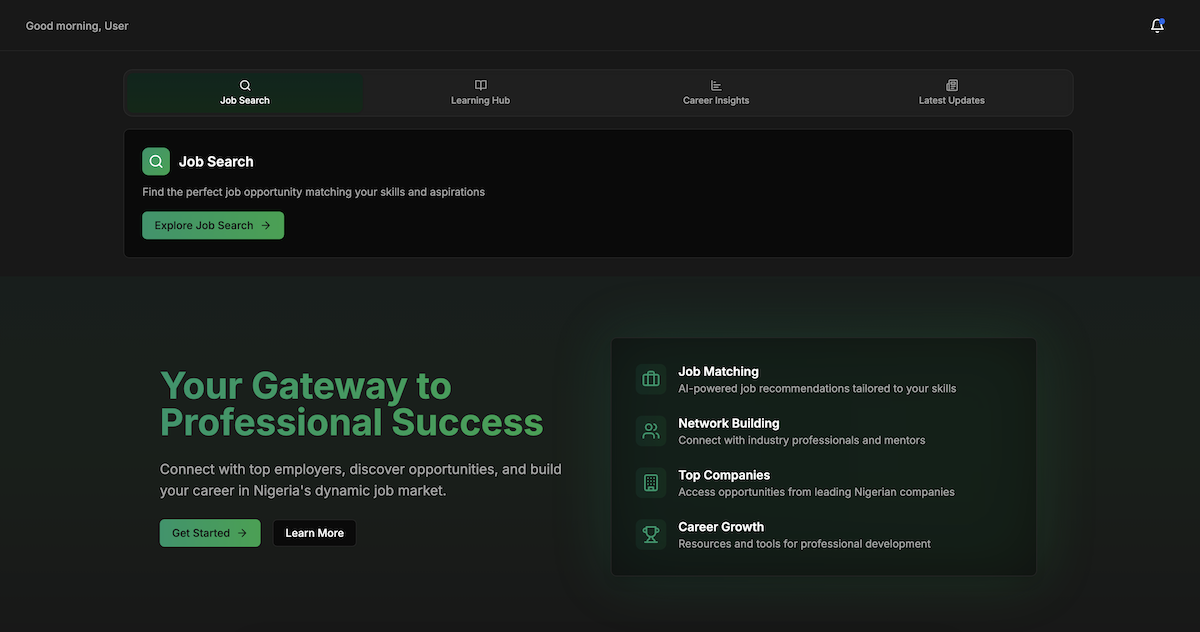 Good morning, User
Job Search
Learning Hub
Career Insights
Latest Updates
Job Search
Find the perfect job opportunity matching your skills and aspirations
Explore Job Search
Your Gateway to
Professional Success
Connect with top employers, discover opportunities, and build
your career in Nigeria's dynamic job market.
Get Started
Learn More
Job Matching
AI-powered job recommendations tailored to your skills
Network Building
Connect with industry professionals and mentors
Top Companies
Access opportunities from leading Nigerian companies
Career Growth
Resources and tools for professional development